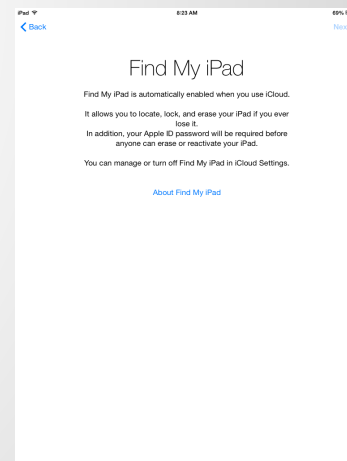 iPad 8:23 AM 69%
Back
Find My iPad
Find My iPad is automatically enabled when you use iCloud.
It allows you to locate, lock, and erase your iPad if you ever
lose it.
In addition, your Apple ID password will be required before
anyone can erase or reactivate your iPad.
You can manage or turn off Find My iPad in iCloud Settings.
About Find My iPad